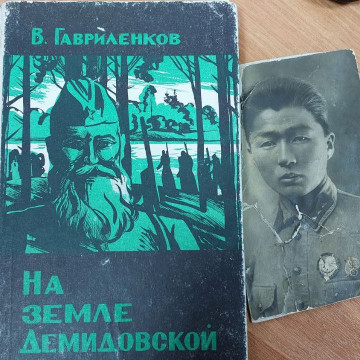 В. Гавриленков
На
земле
Демидовской